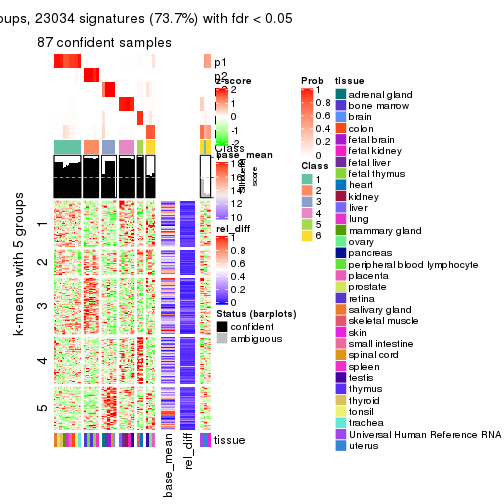 oups, 23034 signatures (73.7%) with fdr < 0.05
87 confident samples
p1
p2
Class
k-means with 5 groups
1
2
3
4
5
base_mean
rel_diff
tissue
z-score
2
1
0
-1
-2
base_mean
18
16
14
12
10
score
rel_diff
1
0.8
0.6
0.4
0.2
0
Status (barplots)
confident
ambiguous
Prob
1
0.8
0.6
0.4
0.2
0
Class
1
2
3
4
5
6
tissue
adrenal gland
bone marrow
brain
colon
fetal brain
fetal kidney
fetal liver
fetal thymus
heart
kidney
liver
lung
mammary gland
ovary
pancreas
peripheral blood lymphocyte
placenta
prostate
retina
salivary gland
skeletal muscle
skin
small intestine
spinal cord
spleen
testis
thymus
thyroid
tonsil
trachea
Universal Human Reference RNA
uterus